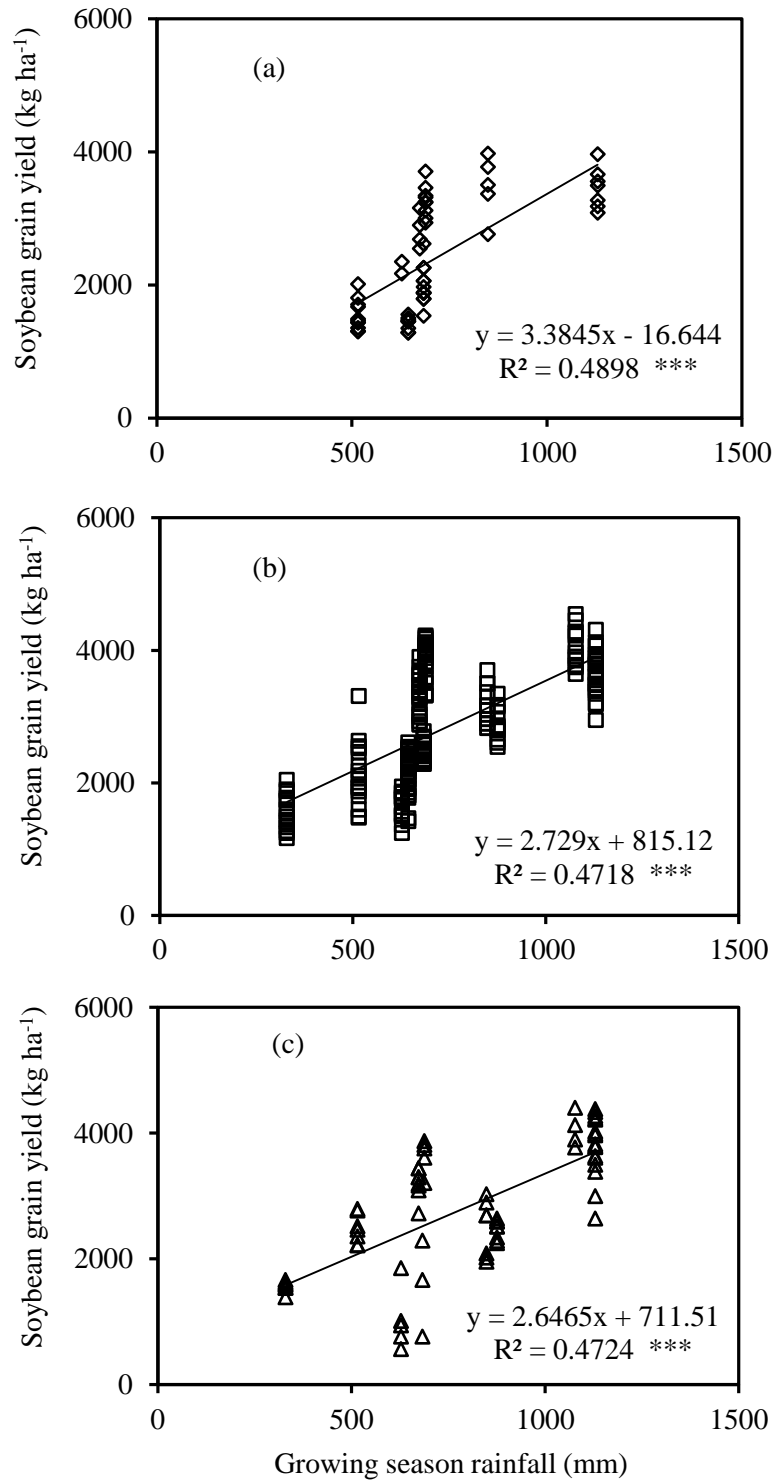 6000
4000
2000
0
Soybean grain yield (kg ha⁻¹)
(a)
y = 3.3845x - 16.644
R² = 0.4898 ***
0 500 1000 1500
6000
4000
2000
0
Soybean grain yield (kg ha⁻¹)
(b)
y = 2.729x + 815.12
R² = 0.4718 ***
0 500 1000 1500
6000
4000
2000
0
Soybean grain yield (kg ha⁻¹)
(c)
y = 2.6465x + 711.51
R² = 0.4724 ***
0 500 1000 1500
Growing season rainfall (mm)